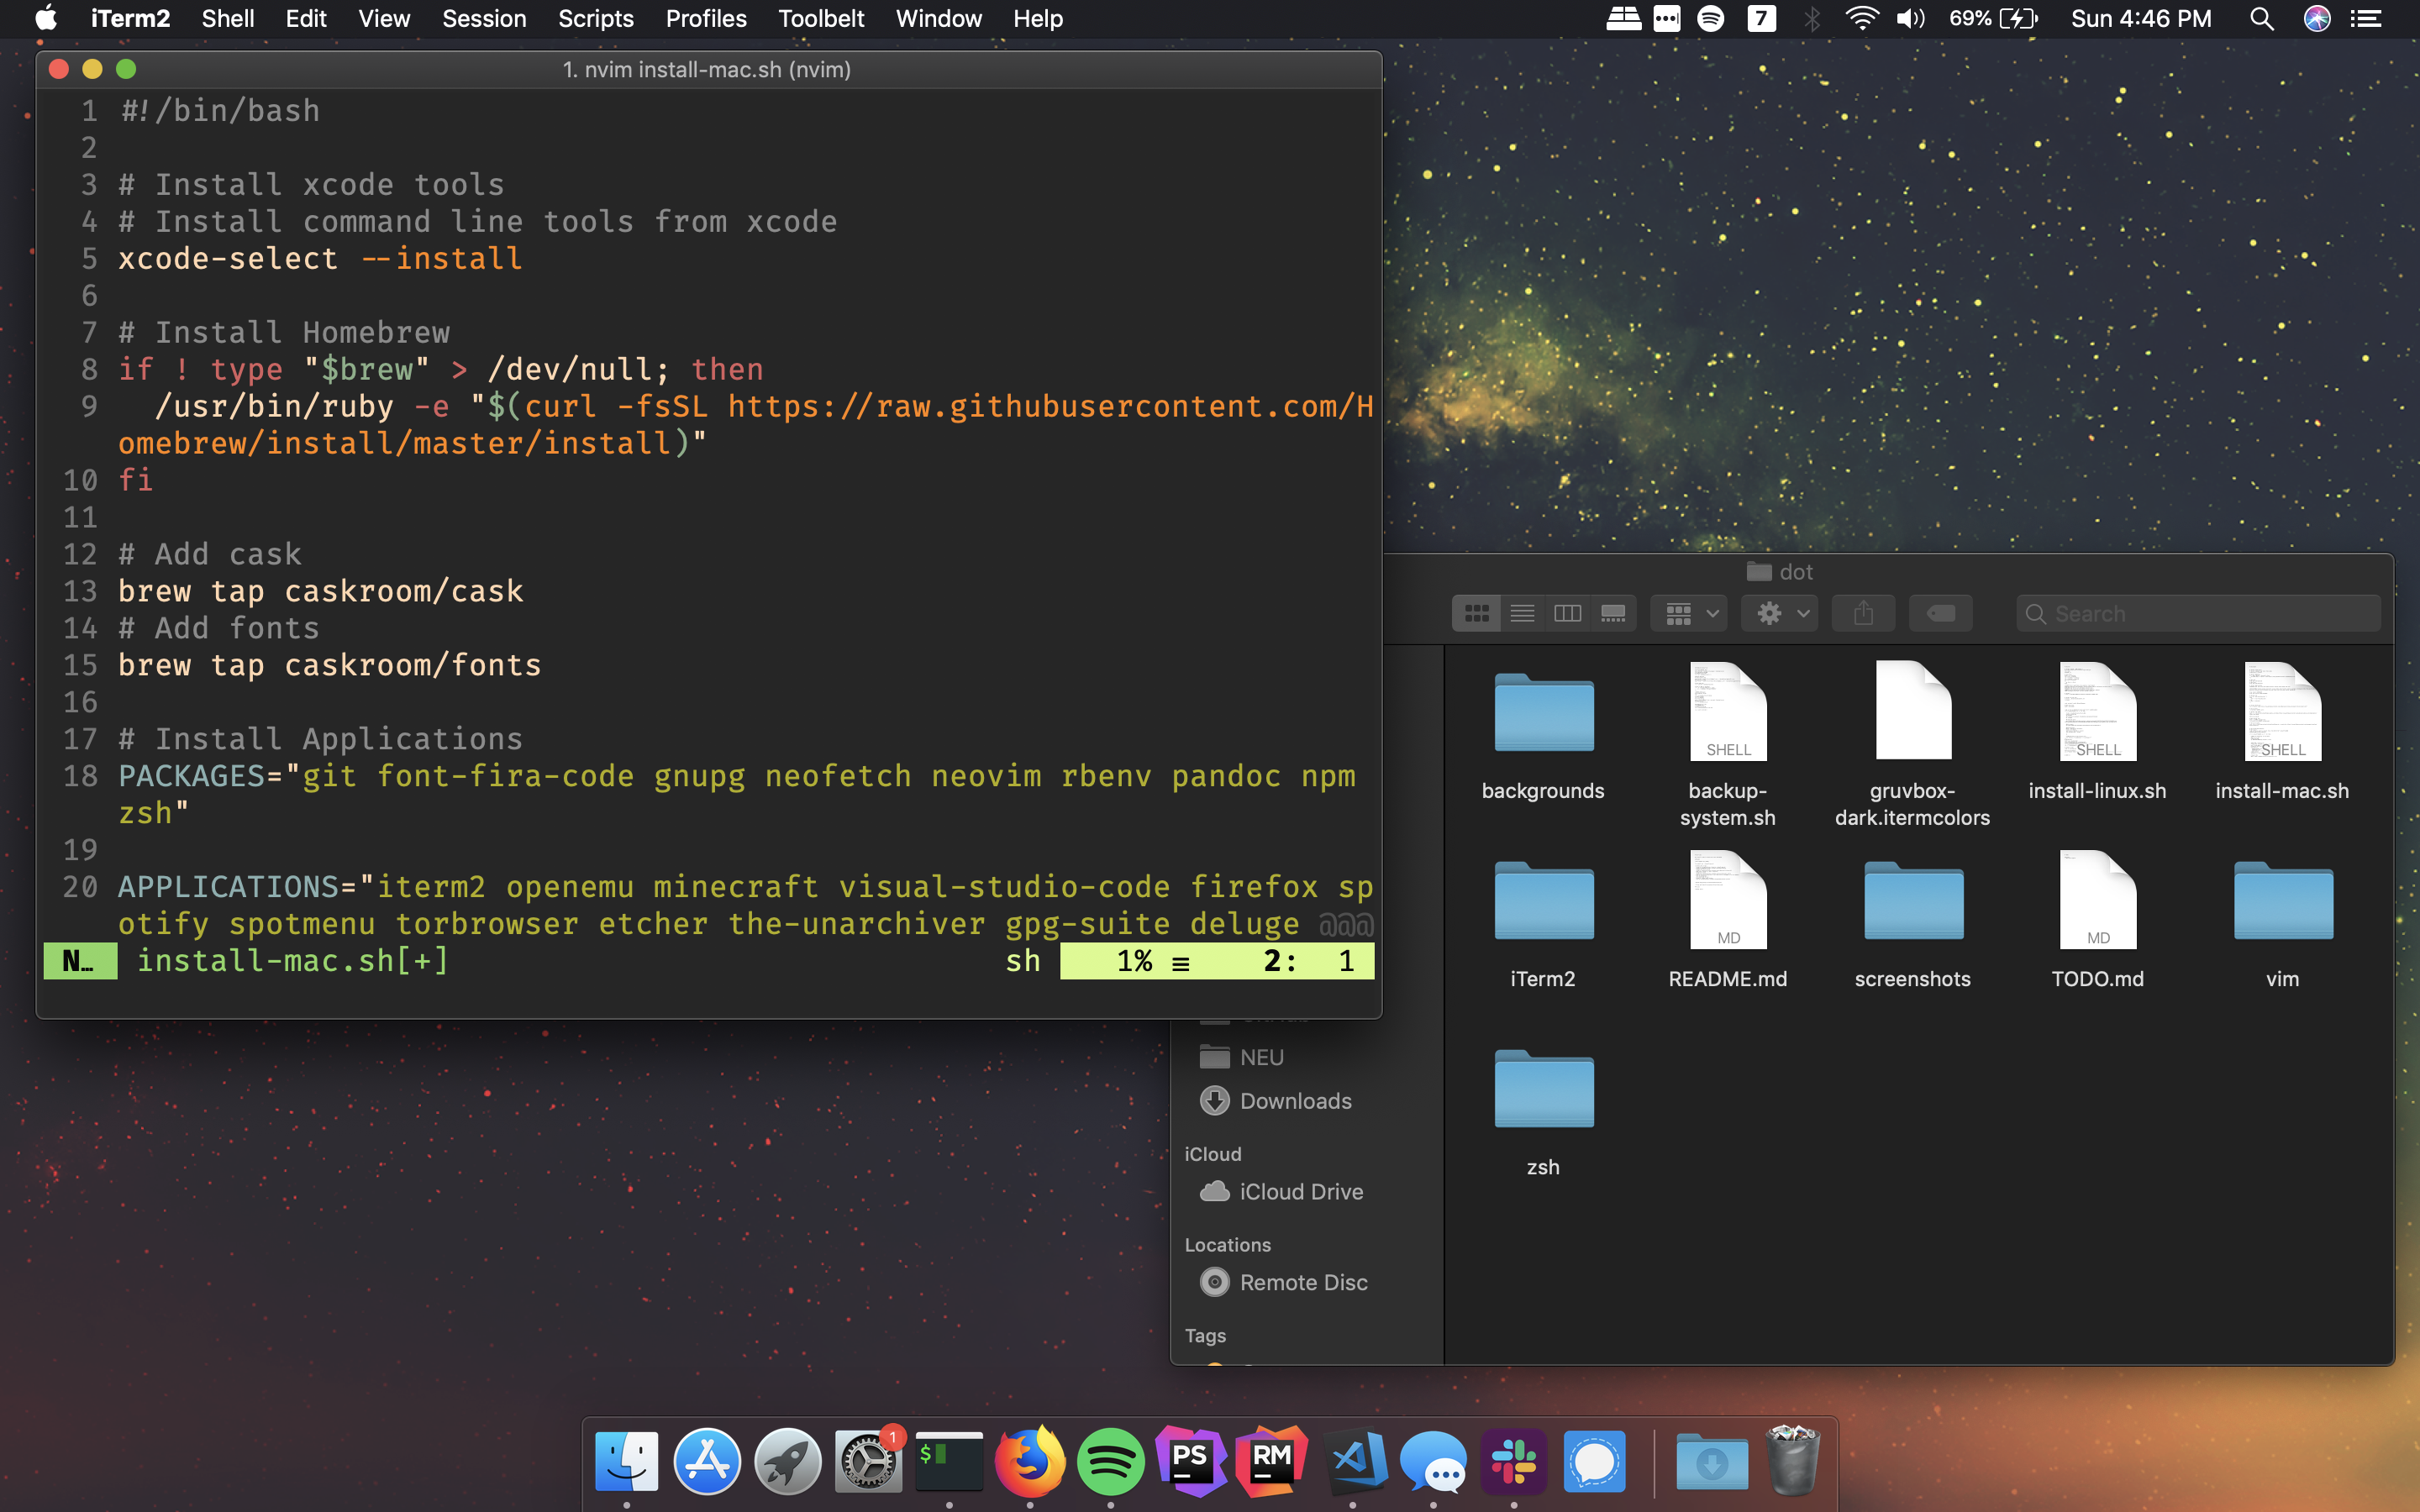 iTerm2 Shell Edit View Session Scripts Profiles Toolbelt Window Help 7 69% Sun 4:46 PM
1. nvim install-mac.sh (nvim)
1 #!/bin/bash
2
3 # Install xcode tools
4 # Install command line tools from xcode
5 xcode-select --install
6
7 # Install Homebrew
8 if ! type "$brew" > /dev/null; then
9 /usr/bin/ruby -e "$(curl -fsSL https://raw.githubusercontent.com/H
omebrew/install/master/install)"
10 fi
11
12 # Add cask
13 brew tap caskroom/cask
14 # Add fonts
15 brew tap caskroom/fonts
16
17 # Install Applications
18 PACKAGES="git font-fira-code gnupg neofetch neovim rbenv pandoc npm
zsh"
19
20 APPLICATIONS="iterm2 openemu minecraft visual-studio-code firefox sp
otify spotmenu torbrowser etcher the-unarchiver gpg-suite deluge @@@
N… install-mac.sh[+] sh 1% ≡ 2: 1
dot
Search
SHELL SHELL SHELL
backgrounds backup- gruvbox- install-linux.sh install-mac.sh
system.sh dark.itermcolors
MD MD
iTerm2 README.md screenshots TODO.md vim
zsh
NEU
Downloads
iCloud
iCloud Drive
Locations
Remote Disc
Tags
1
$
PS RM